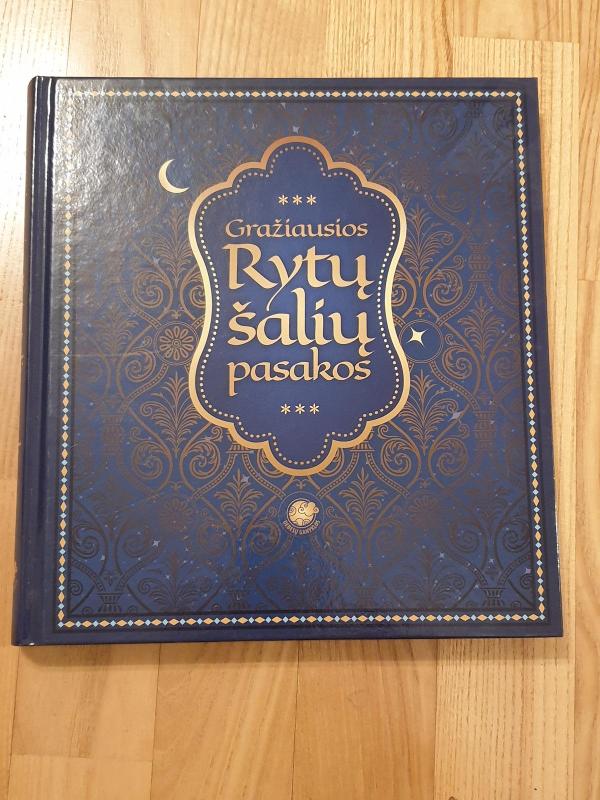 ***
Gražiausios
Rytų
šalių
pasakos
***